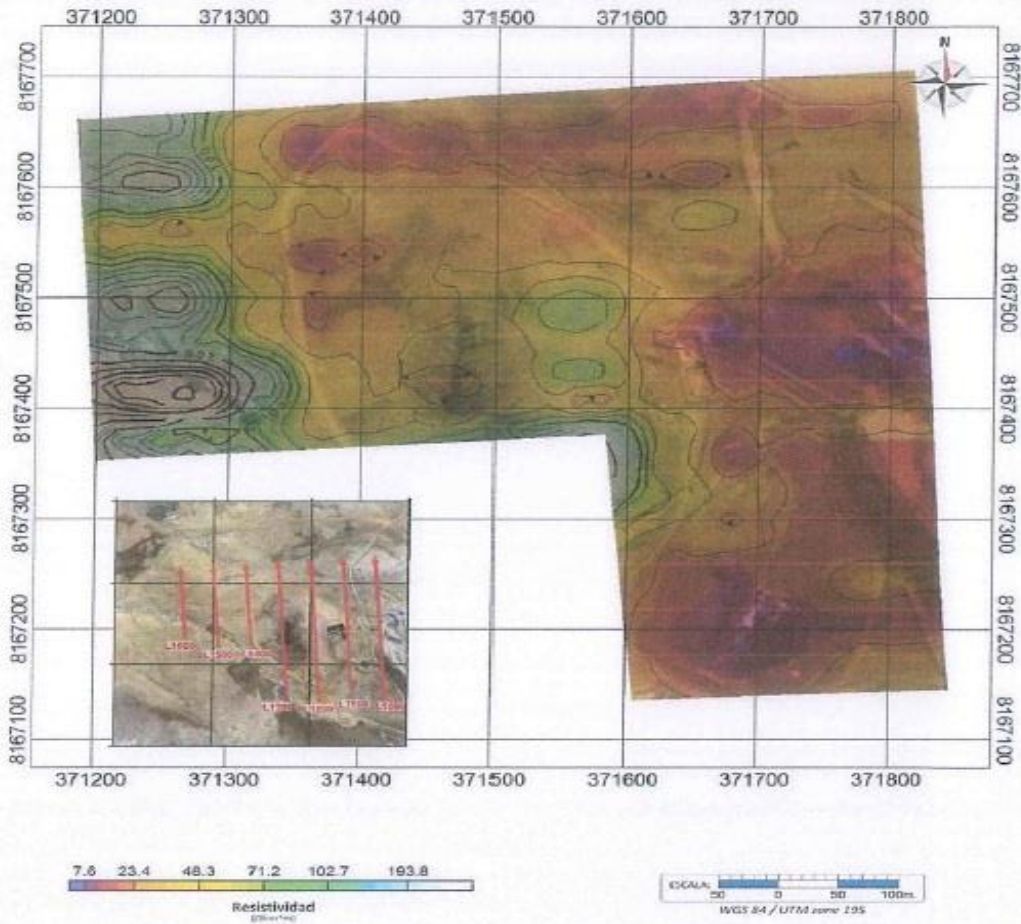 371200 371300 371400 371500 371600 371700 371800
N
8167700 8167700
8167600 8167600
8167500 8167500
8167400 8167400
8167300 8167300
8167200 8167200
8167100 8167100
371200 371300 371400 371500 371600 371700 371800
7.6 23.4 48.3 71.2 102.7 193.8
Resistividad
ESCALA:
50 0 50 100m
WGS 84 / UTM zone 19S